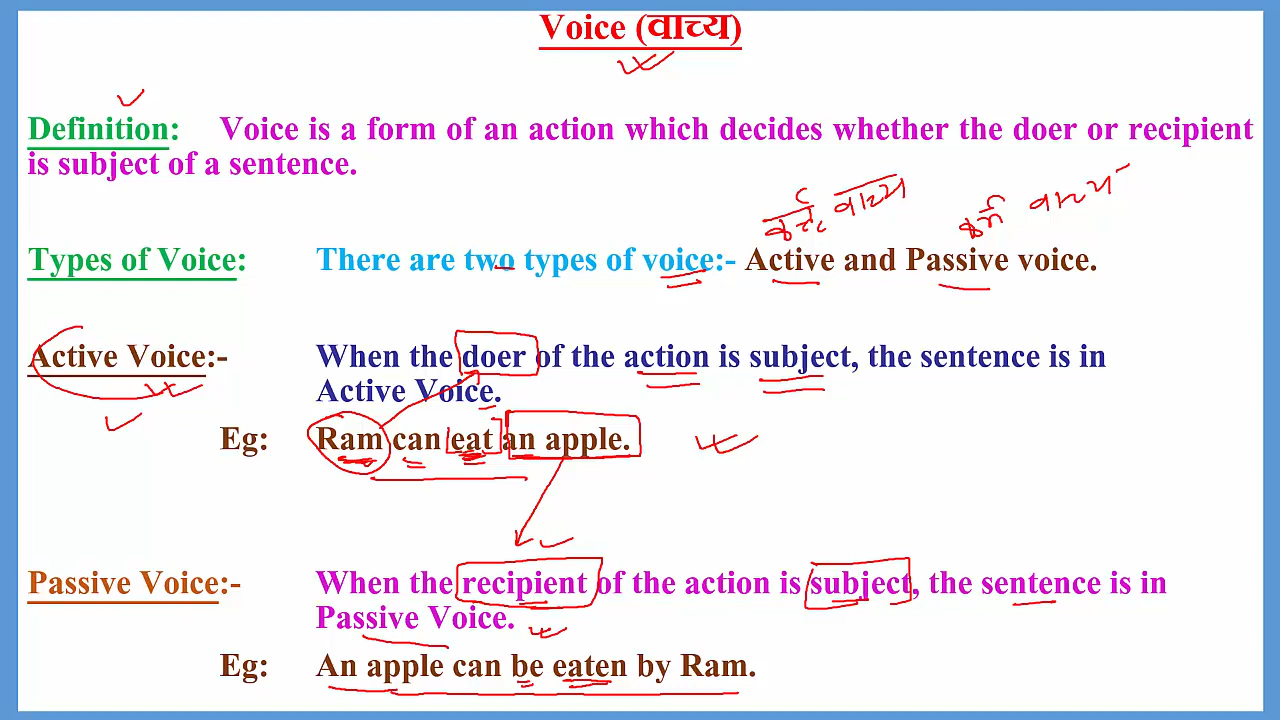 Voice (वाच्य)
Definition: Voice is a form of an action which decides whether the doer or recipient
is subject of a sentence.
कर्तृ वाच्य कर्म वाच्य
Types of Voice: There are two types of voice:- Active and Passive voice.
Active Voice:- When the doer of the action is subject, the sentence is in
Active Voice.
Eg: Ram can eat an apple.
Passive Voice:- When the recipient of the action is subject, the sentence is in
Passive Voice.
Eg: An apple can be eaten by Ram.